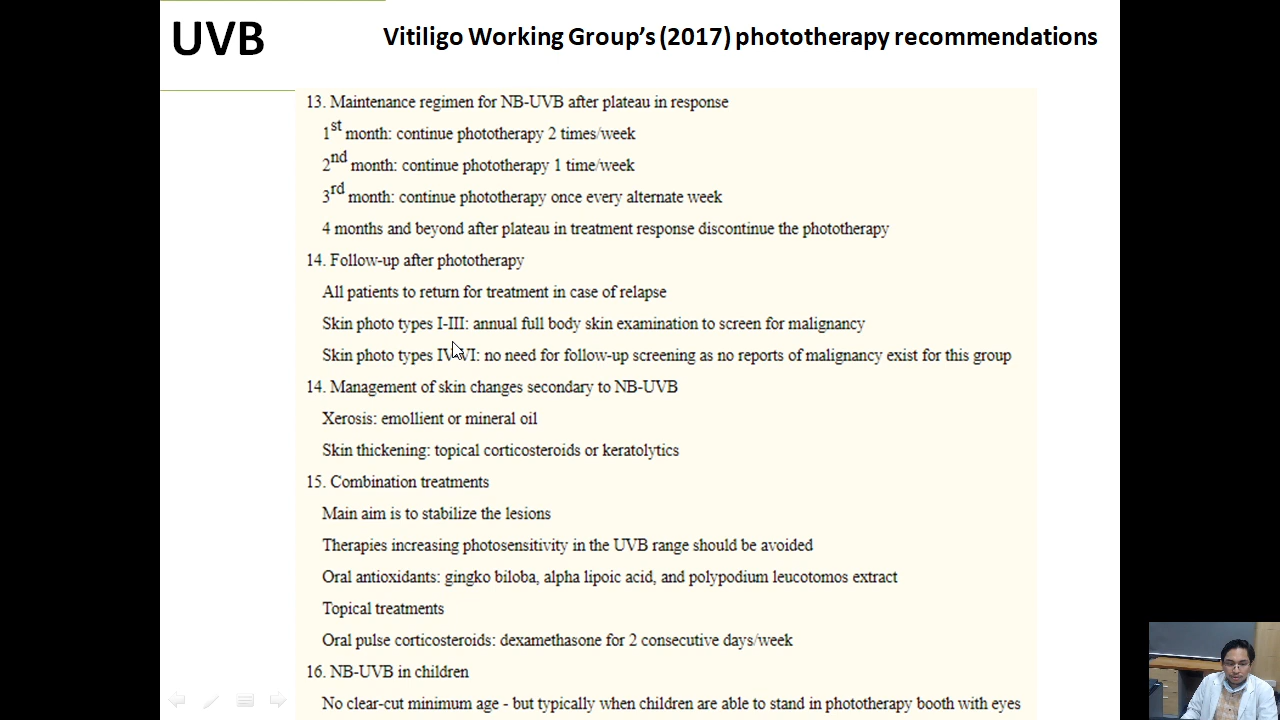 UVB
Vitiligo Working Group's (2017) phototherapy recommendations
13. Maintenance regimen for NB-UVB after plateau in response
1st month: continue phototherapy 2 times/week
2nd month: continue phototherapy 1 time/week
3rd month: continue phototherapy once every alternate week
4 months and beyond after plateau in treatment response discontinue the phototherapy
14. Follow-up after phototherapy
All patients to return for treatment in case of relapse
Skin photo types I-III: annual full body skin examination to screen for malignancy
Skin photo types IV-VI: no need for follow-up screening as no reports of malignancy exist for this group
14. Management of skin changes secondary to NB-UVB
Xerosis: emollient or mineral oil
Skin thickening: topical corticosteroids or keratolytics
15. Combination treatments
Main aim is to stabilize the lesions
Therapies increasing photosensitivity in the UVB range should be avoided
Oral antioxidants: gingko biloba, alpha lipoic acid, and polypodium leucotomos extract
Topical treatments
Oral pulse corticosteroids: dexamethasone for 2 consecutive days/week
16. NB-UVB in children
No clear-cut minimum age - but typically when children are able to stand in phototherapy booth with eyes